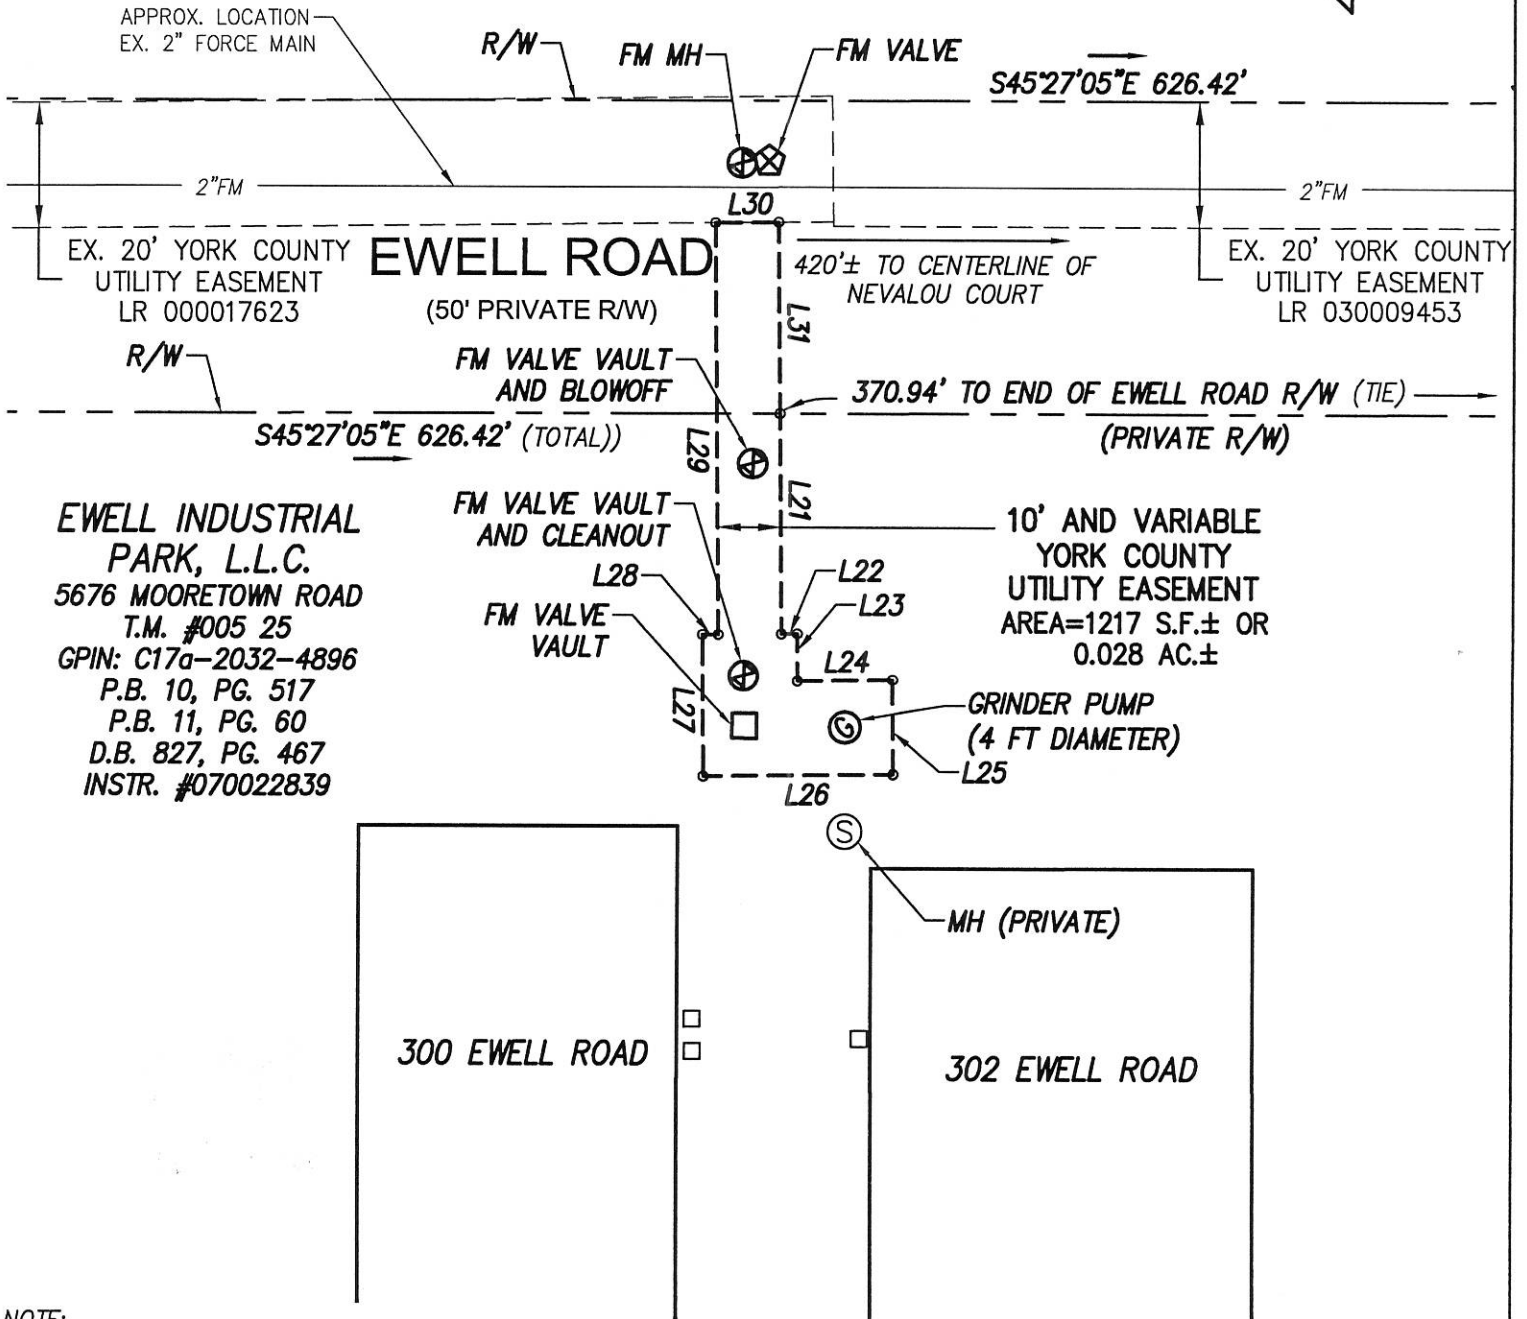 APPROX. LOCATION
EX. 2" FORCE MAIN
R/W
FM MH
FM VALVE
S45°27'05"E 626.42'
2"FM
2"FM
L30
EX. 20' YORK COUNTY
UTILITY EASEMENT
LR 000017623
EWELL ROAD
(50' PRIVATE R/W)
420'± TO CENTERLINE OF
NEVALOU COURT
EX. 20' YORK COUNTY
UTILITY EASEMENT
LR 030009453
L31
R/W
FM VALVE VAULT
AND BLOWOFF
370.94' TO END OF EWELL ROAD R/W (TIE)
(PRIVATE R/W)
S45°27'05"E 626.42' (TOTAL))
L29
L21
EWELL INDUSTRIAL
PARK, L.L.C.
5676 MOORETOWN ROAD
T.M. #005 25
GPIN: C17a-2032-4896
P.B. 10, PG. 517
P.B. 11, PG. 60
D.B. 827, PG. 467
INSTR. #070022839
FM VALVE VAULT
AND CLEANOUT
L28
FM VALVE
VAULT
L22
L23
L24
10' AND VARIABLE
YORK COUNTY
UTILITY EASEMENT
AREA=1217 S.F.± OR
0.028 AC.±
L27
G
GRINDER PUMP
(4 FT DIAMETER)
L25
L26
S
MH (PRIVATE)
300 EWELL ROAD
302 EWELL ROAD
NOTE: